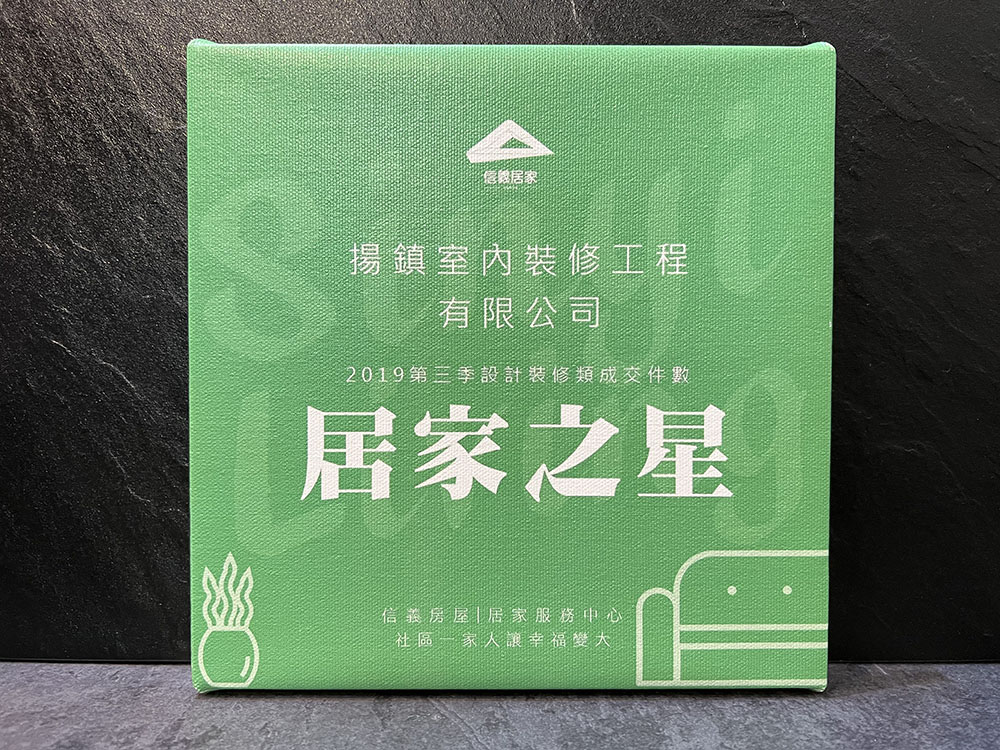 Sinyi
Living
信義居家
揚鎮室內裝修工程
有限公司
2019第三季設計裝修類成交件數
居家之星
信義房屋|居家服務中心
社區一家人讓幸福變大